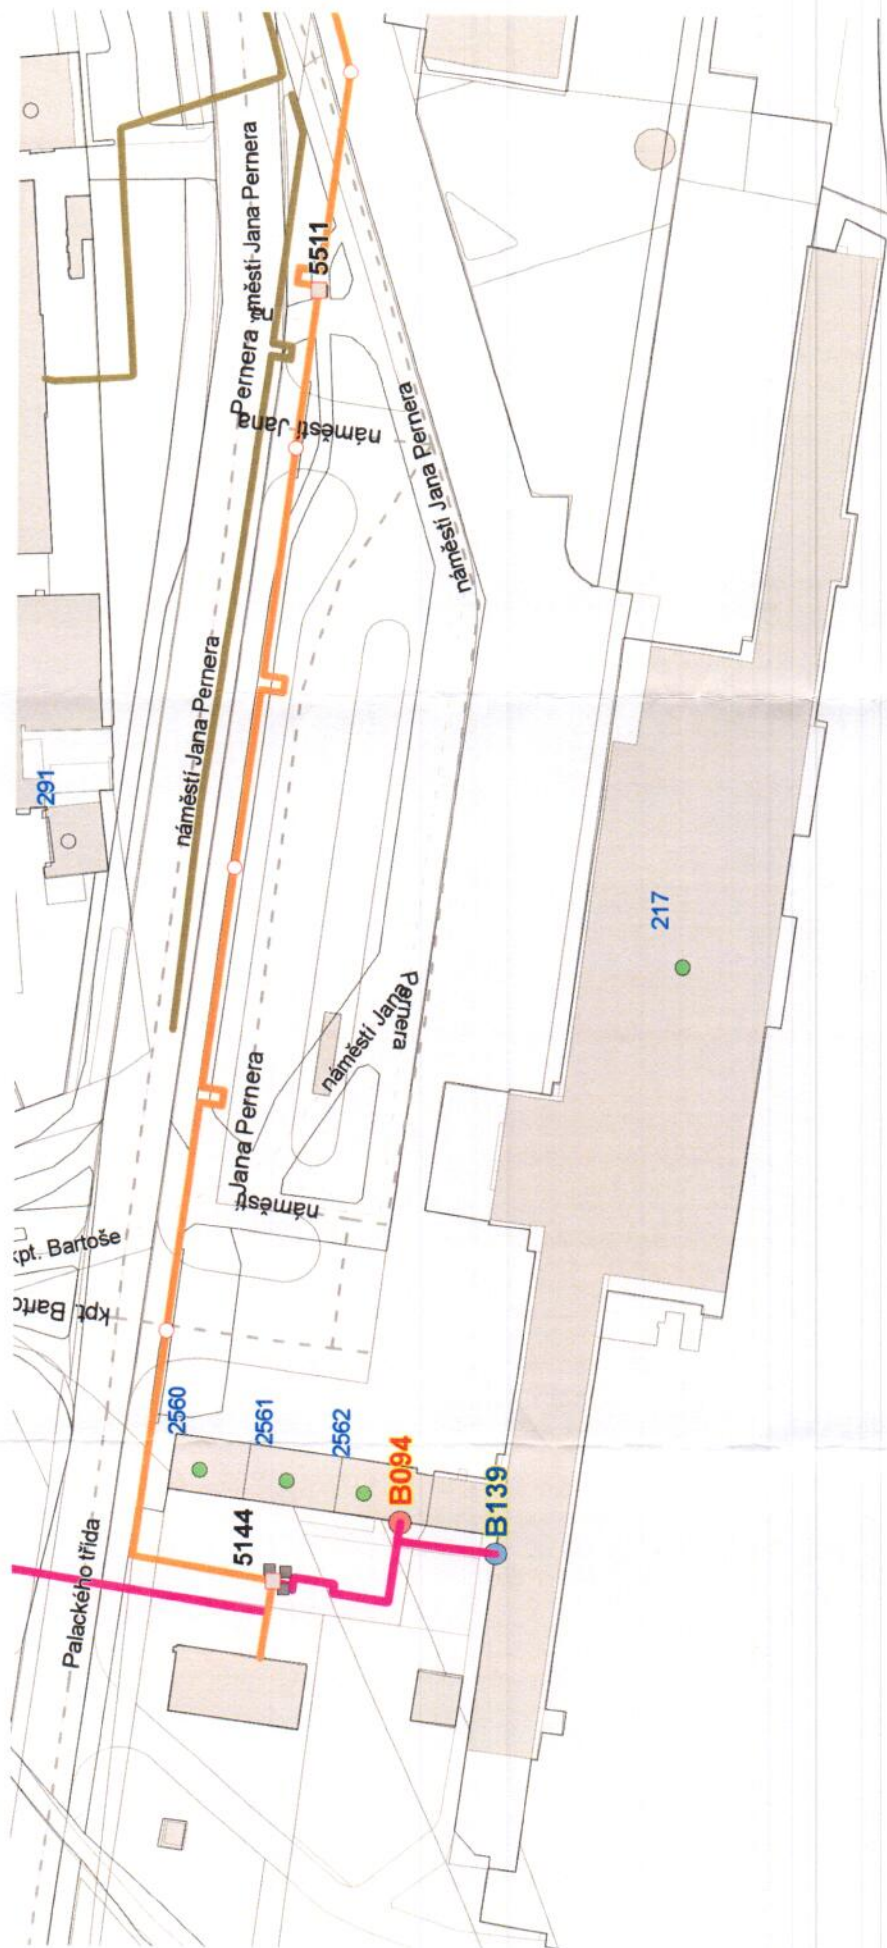 náměstí Jana Pernera
Pernera
5511
náměstí Jana
náměstí Jana Pernera
náměstí Jana Pernera
291
217
náměstí Jana
Pernera
Jana Pernera
náměstí
kpt. Bartoše
kpt.
2560
2561
2562
B094
B139
5144
Palackého třída